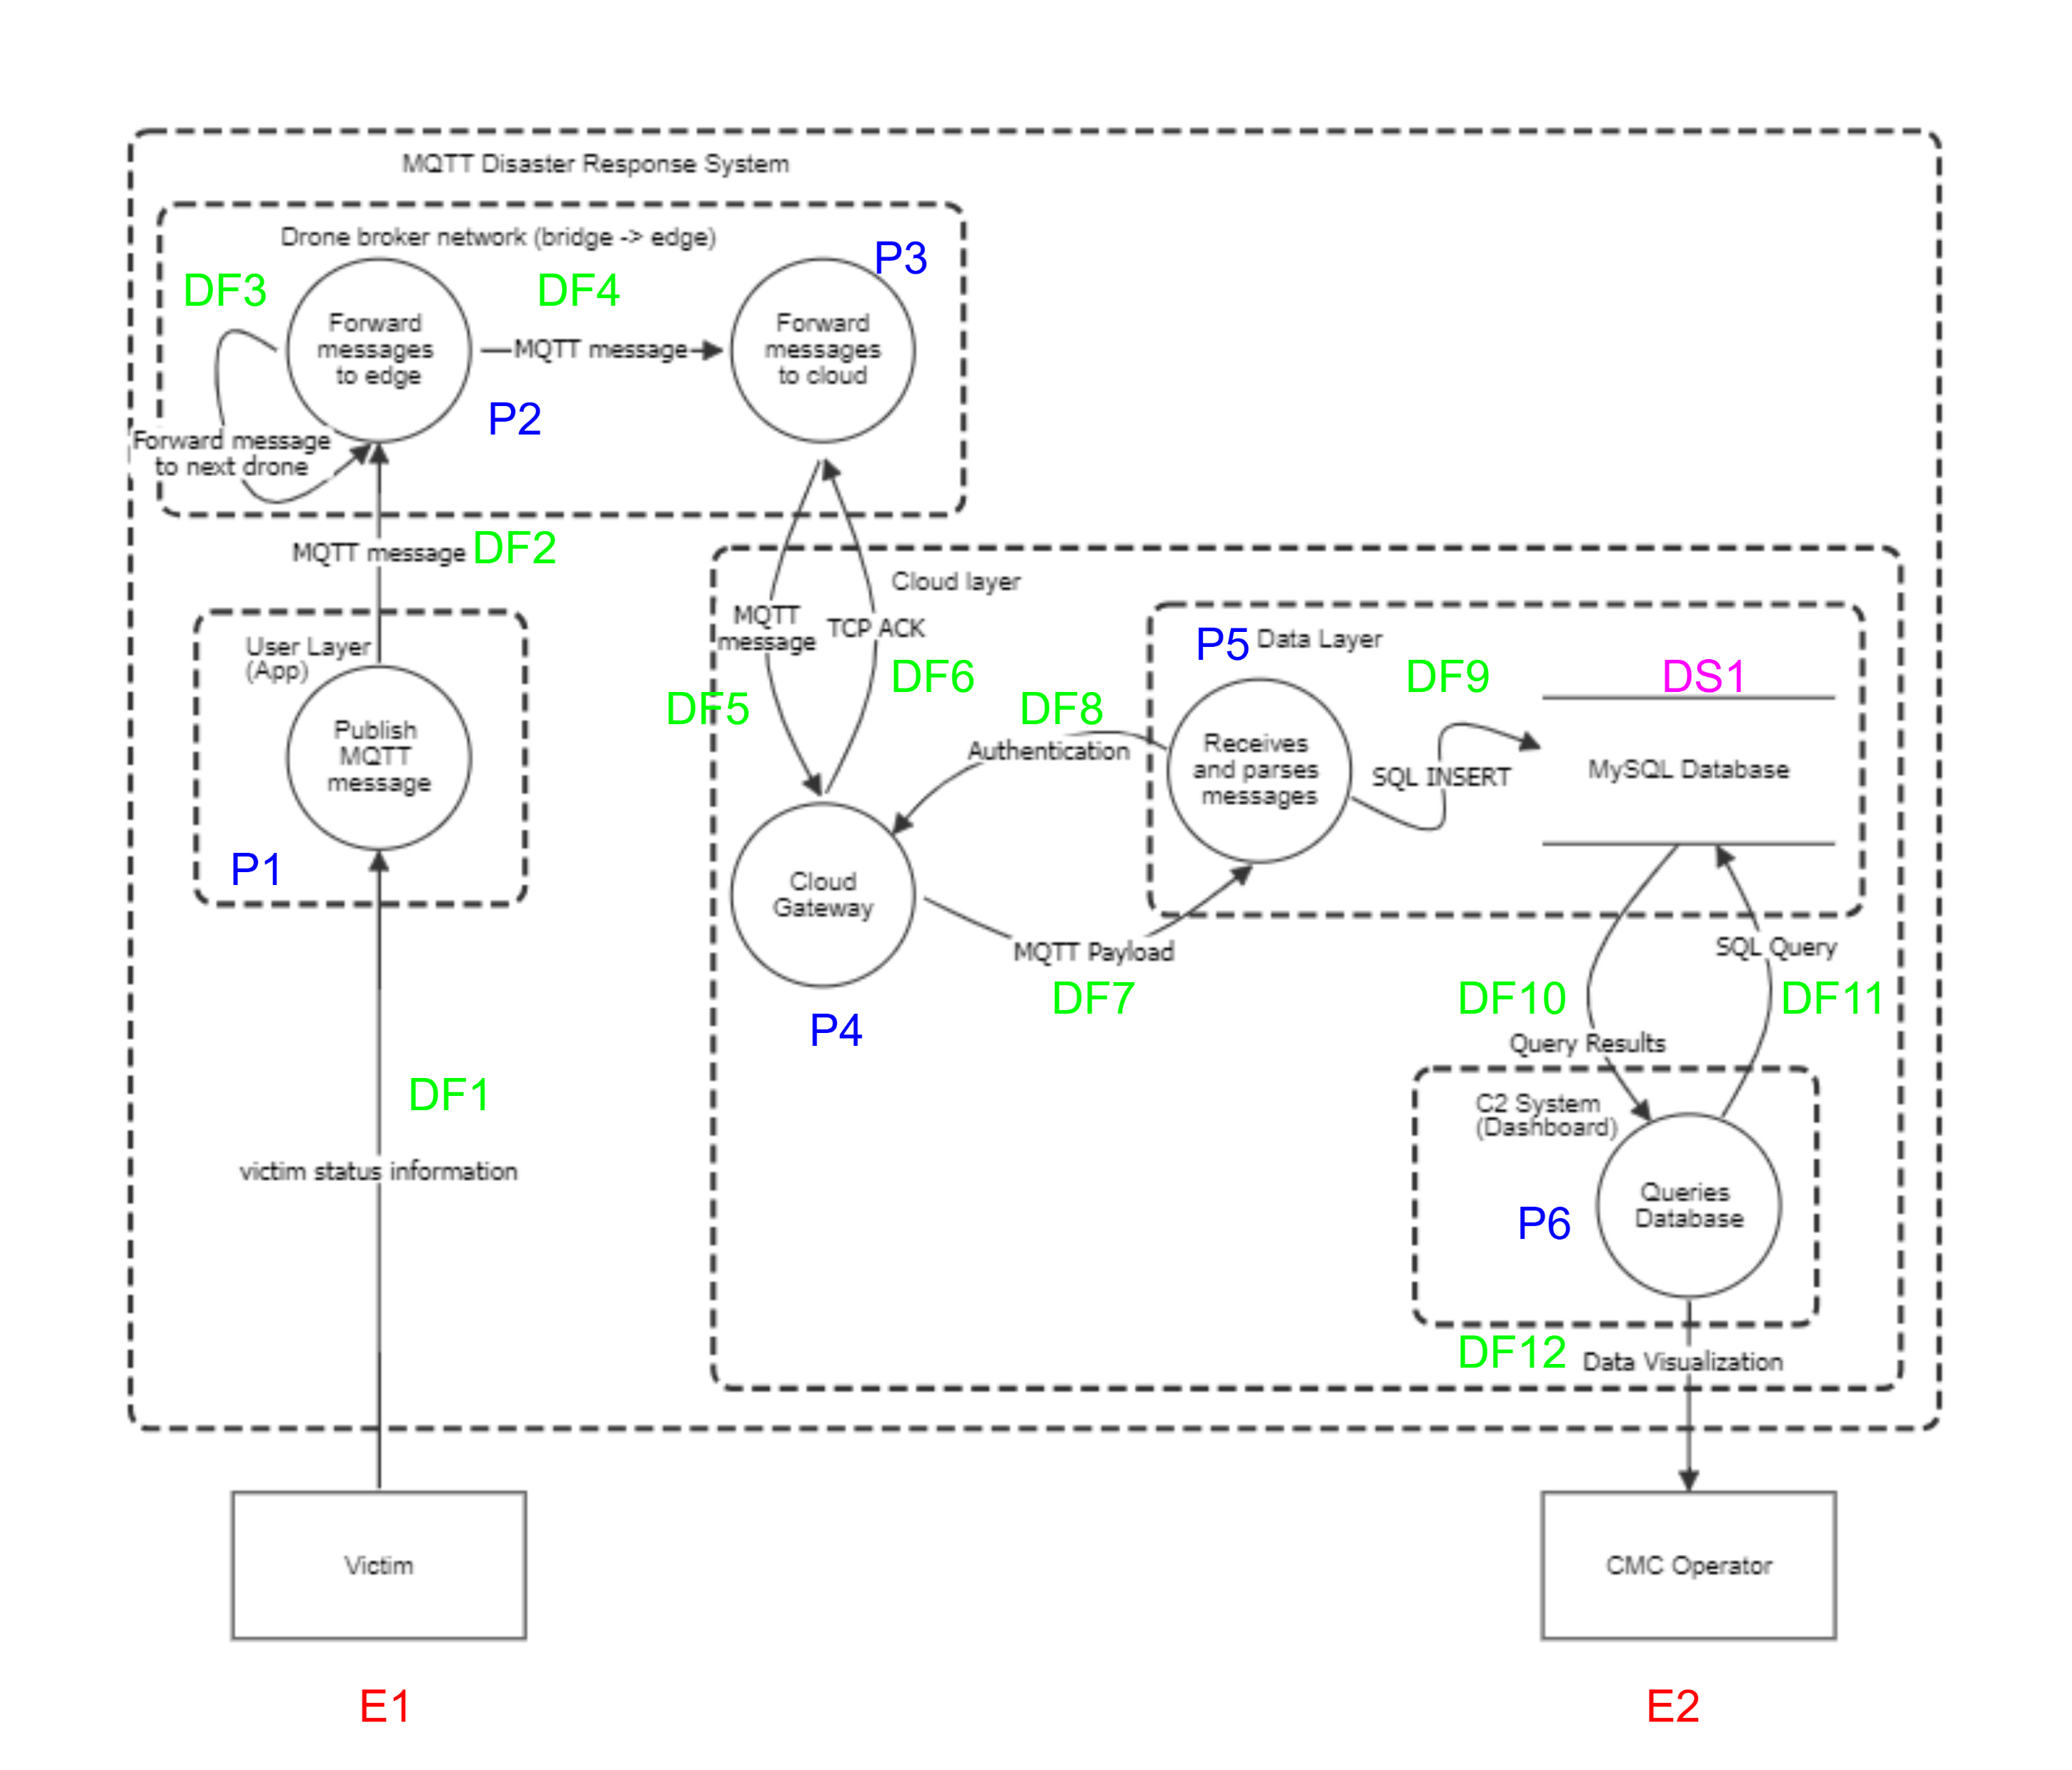 MQTT Disaster Response System
Drone broker network (bridge -> edge)
P3
DF3
DF4
Forward
messages
to edge
MQTT message
Forward
messages
to cloud
P2
Forward message
to next drone
MQTT message
DF2
Cloud layer
MQTT
message
TCP ACK
User Layer
(App)
P5
Data Layer
DF5
DF6
DF8
DF9
DS1
Publish
MQTT
message
Authentication
Receives
and parses
messages
SQL INSERT
MySQL Database
P1
Cloud
Gateway
MQTT Payload
SQL Query
P4
DF7
DF10
DF11
Query Results
DF1
C2 System
(Dashboard)
victim status information
P6
Queries
Database
DF12
Data Visualization
Victim
CMC Operator
E1
E2